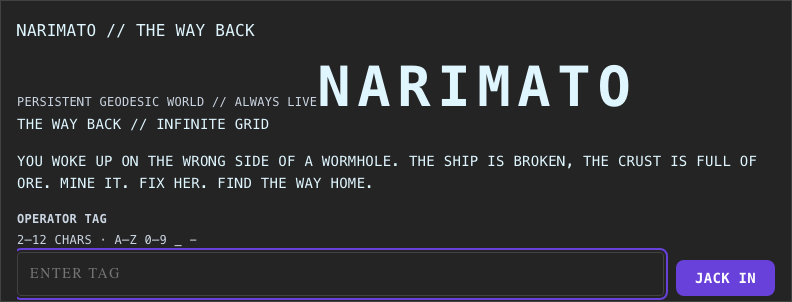 NARIMATO // THE WAY BACK
PERSISTENT GEODESIC WORLD // ALWAYS LIVE NARIMATO
THE WAY BACK // INFINITE GRID
YOU WOKE UP ON THE WRONG SIDE OF A WORMHOLE. THE SHIP IS BROKEN, THE CRUST IS FULL OF
ORE. MINE IT. FIX HER. FIND THE WAY HOME.
OPERATOR TAG
2–12 CHARS · A–Z 0–9 _ –
ENTER TAG
JACK IN